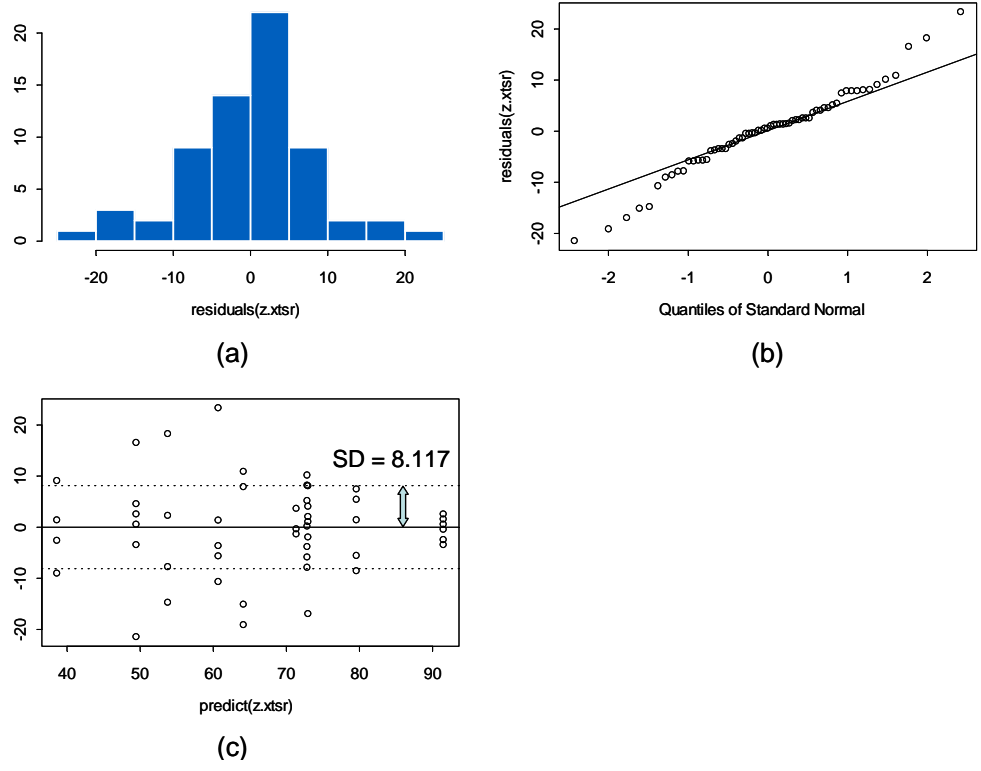 20
15
10
5
0
-20 -10 0 10 20
residuals(z.xtsr)
(a)
residuals(z.xtsr)
20
10
0
-10
-20
-2 -1 0 1 2
Quantiles of Standard Normal
(b)
20
10
0
-10
-20
SD = 8.117
40 50 60 70 80 90
predict(z.xtsr)
(c)